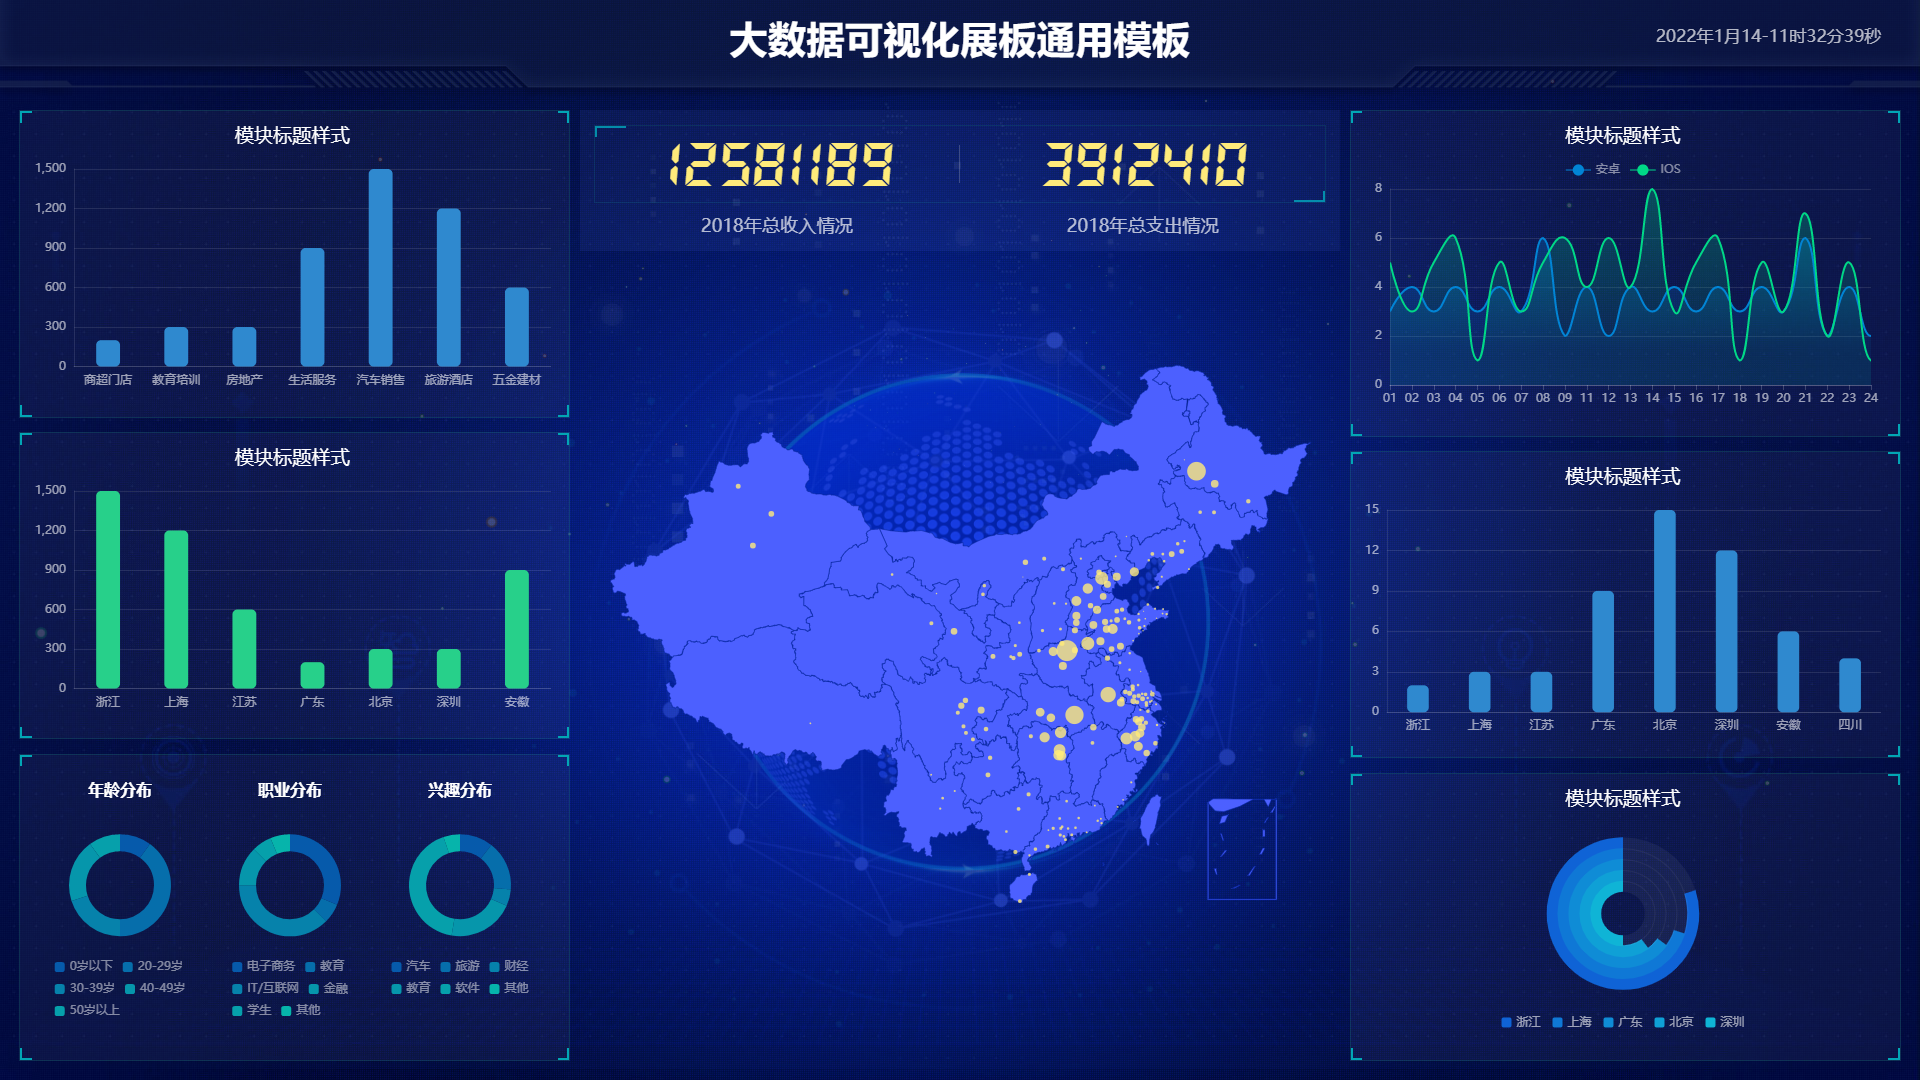 大数据可视化展板通用模板
2022年1月14-11时32分39秒
模块标题样式
1,500
1,200
900
600
300
0
商超门店 教育培训 房地产 生活服务 汽车销售 旅游酒店 五金建材
模块标题样式
1,500
1,200
900
600
300
0
浙江 上海 江苏 广东 北京 深圳 安徽
年龄分布
0岁以下 20-29岁
30-39岁 40-49岁
50岁以上
职业分布
电子商务 教育
IT/互联网 金融
学生 其他
兴趣分布
汽车 旅游 财经
教育 软件 其他
12581189
2018年总收入情况
3912410
2018年总支出情况
模块标题样式
安卓 IOS
8
6
4
2
0
01 02 03 04 05 06 07 08 09 11 12 13 14 15 16 17 18 19 20 21 22 23 24
模块标题样式
15
12
9
6
3
0
浙江 上海 江苏 广东 北京 深圳 安徽 四川
模块标题样式
浙江 上海 广东 北京 深圳